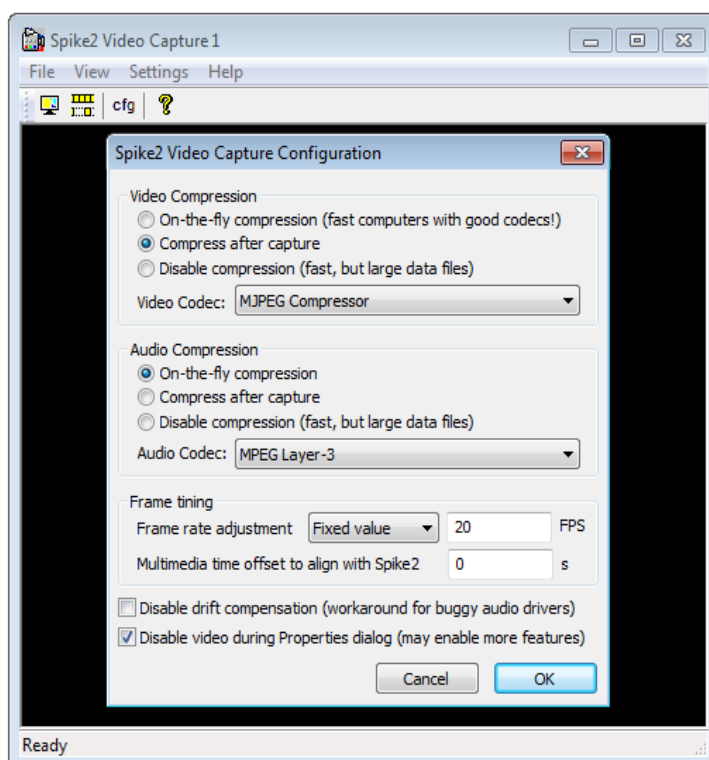 Spike2 Video Capture 1
File View Settings Help
cfg
Spike2 Video Capture Configuration
Video Compression
On-the-fly compression (fast computers with good codecs!)
Compress after capture
Disable compression (fast, but large data files)
Video Codec: MJPEG Compressor
Audio Compression
On-the-fly compression
Compress after capture
Disable compression (fast, but large data files)
Audio Codec: MPEG Layer-3
Frame timing
Frame rate adjustment Fixed value 20 FPS
Multimedia time offset to align with Spike2 0 s
Disable drift compensation (workaround for buggy audio drivers)
Disable video during Properties dialog (may enable more features)
Cancel OK
Ready